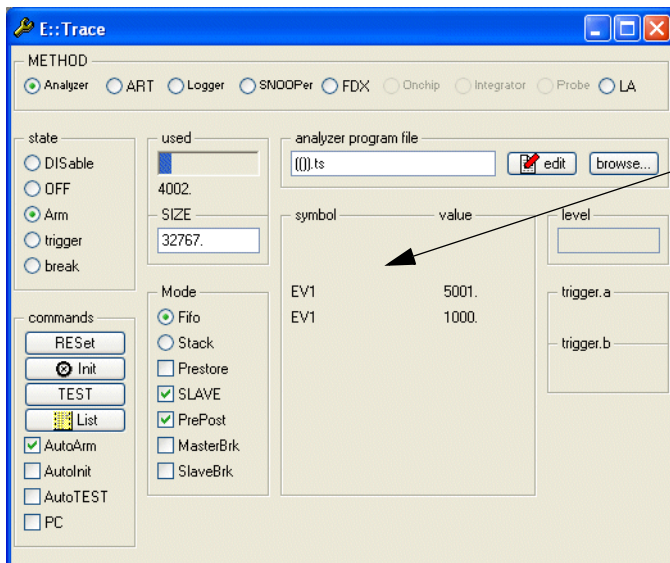 E::Trace
METHOD
Analyzer ART Logger SNOOPer FDX Onchip Integrator Probe LA
state
DISable
OFF
Arm
trigger
break
used
4002.
SIZE
32767.
analyzer program file
(()).ts
edit
browse...
symbol value
EV1 5001.
EV1 1000.
level
trigger.a
trigger.b
commands
RESet
Init
TEST
List
AutoArm
AutoInit
AutoTEST
PC
Mode
Fifo
Stack
Prestore
SLAVE
PrePost
MasterBrk
SlaveBrk